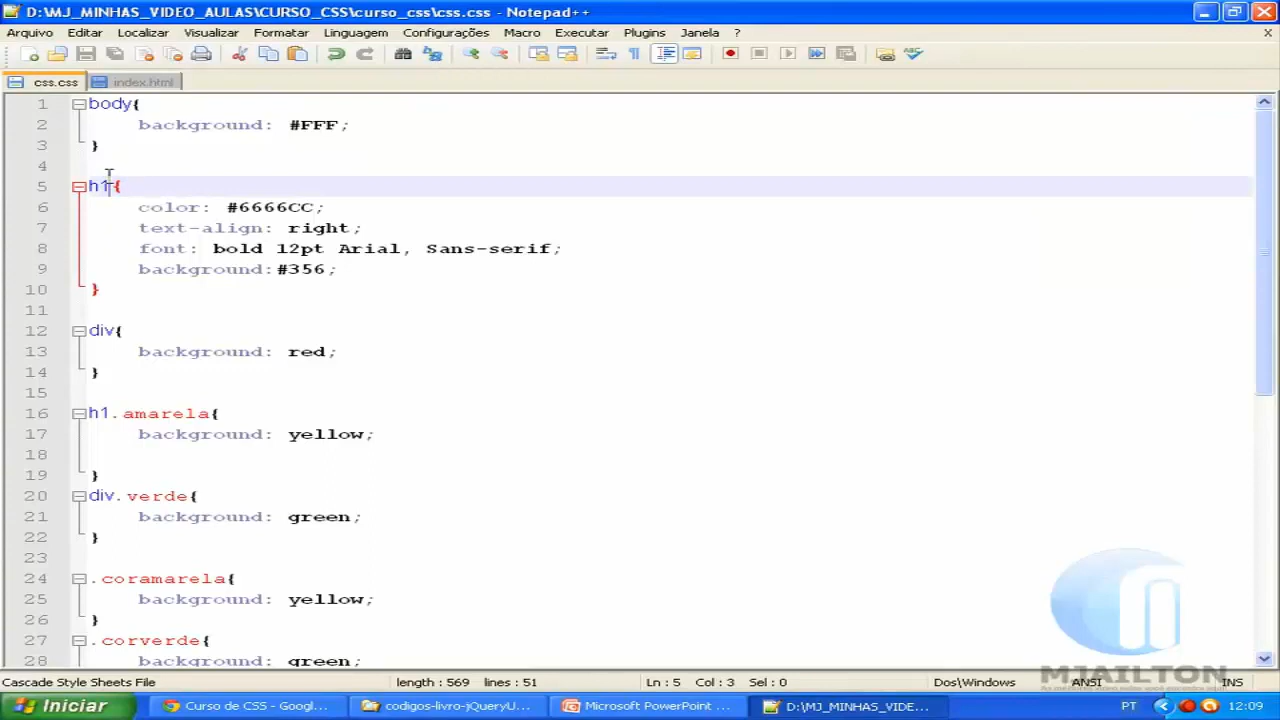 D:\MJ_MINHAS_VIDEO_AULAS\CURSO_CSS\curso_css\css.css - Notepad++
Arquivo Editar Localizar Visualizar Formatar Linguagem Configurações Macro Executar Plugins Janela ? X
css.css index.html
1 body{
2 background: #FFF;
3 }
4
5 h1{
6 color: #6666CC;
7 text-align: right;
8 font: bold 12pt Arial, Sans-serif;
9 background:#356;
10 }
11
12 div{
13 background: red;
14 }
15
16 h1.amarela{
17 background: yellow;
18
19 }
20 div.verde{
21 background: green;
22 }
23
24 .coramarela{
25 background: yellow;
26 }
27 .corverde{
28 background: green;
MJAILTON
Cascade Style Sheets File length : 569 lines : 51 Ln : 5 Col : 3 Sel : 0 Dos\Windows ANSI INS
Iniciar Curso de CSS - Googl... codigos-livro-jQueryU... Microsoft PowerPoint ... D:\MJ_MINHAS_VIDE... PT 12:09